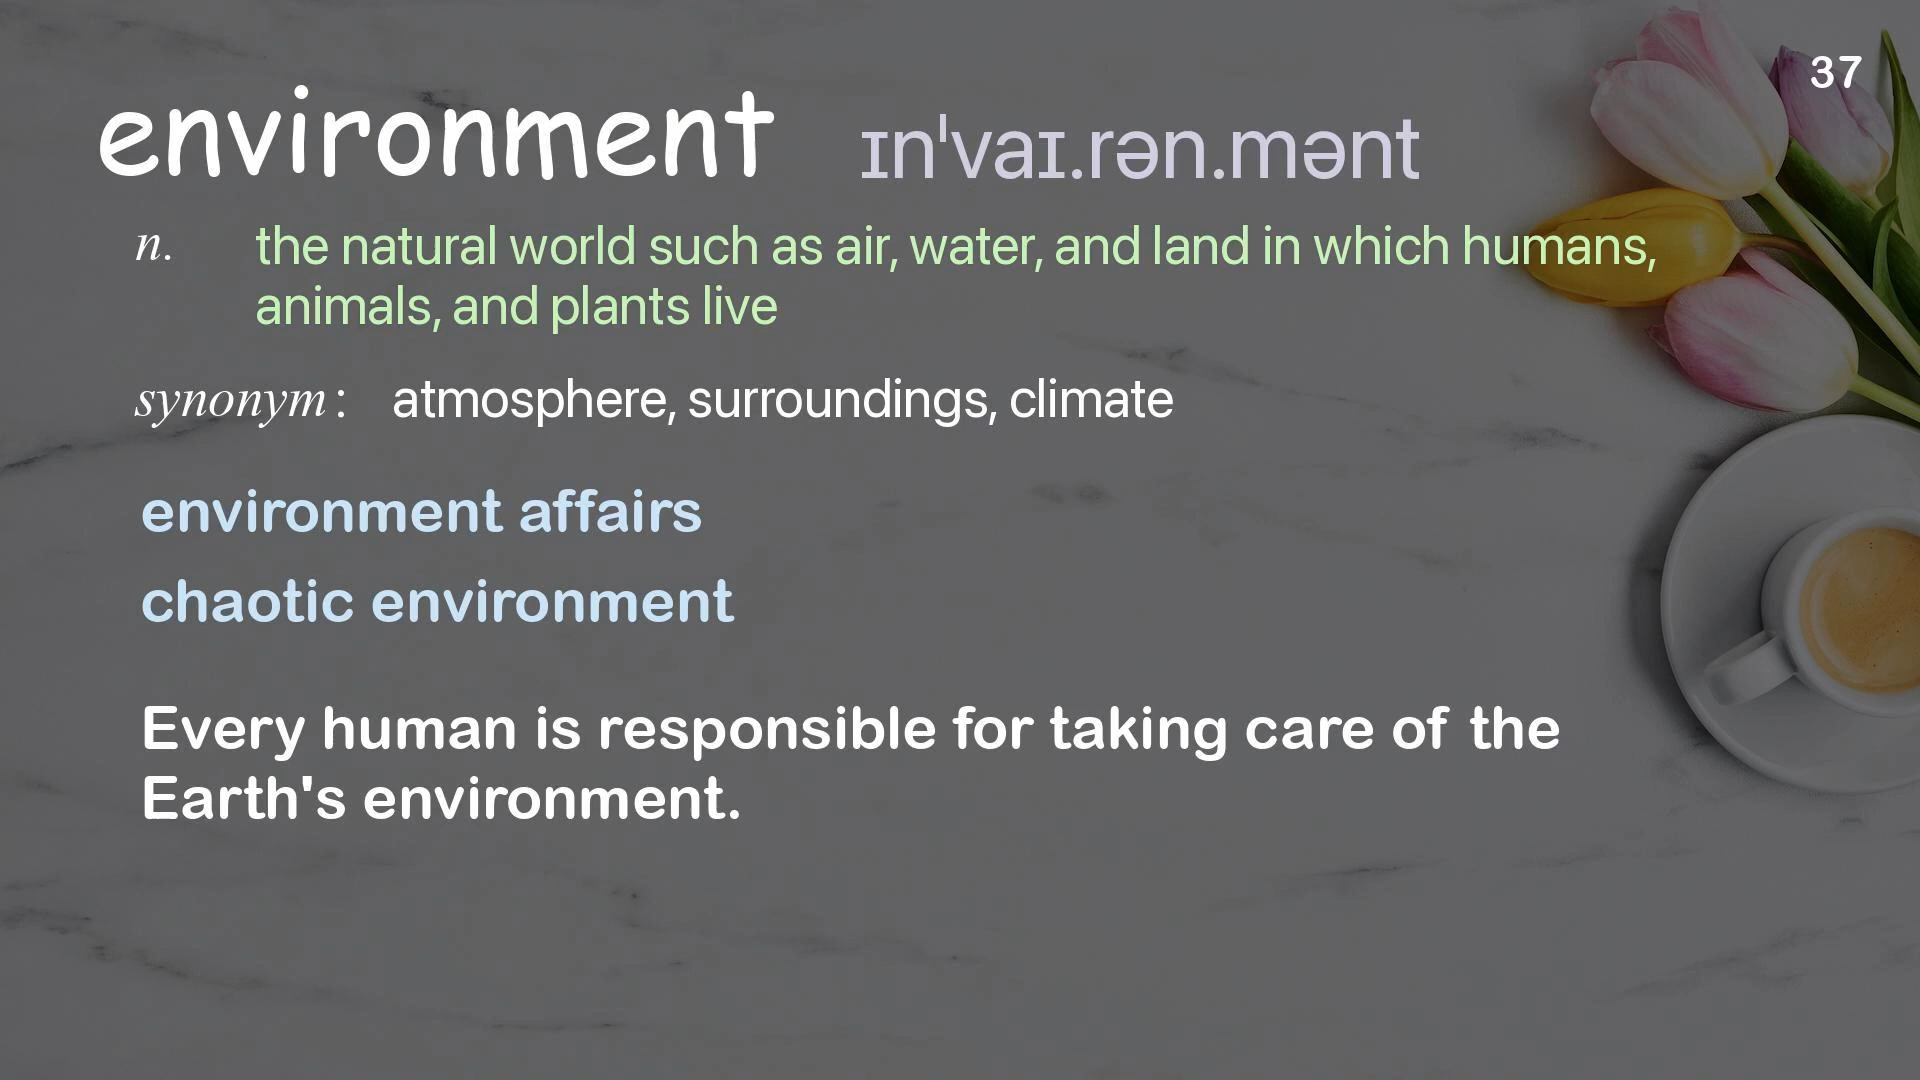 37
environment ɪnˈvaɪ.rən.mənt
n. the natural world such as air, water, and land in which humans,
animals, and plants live
synonym: atmosphere, surroundings, climate
environment affairs
chaotic environment
Every human is responsible for taking care of the
Earth's environment.